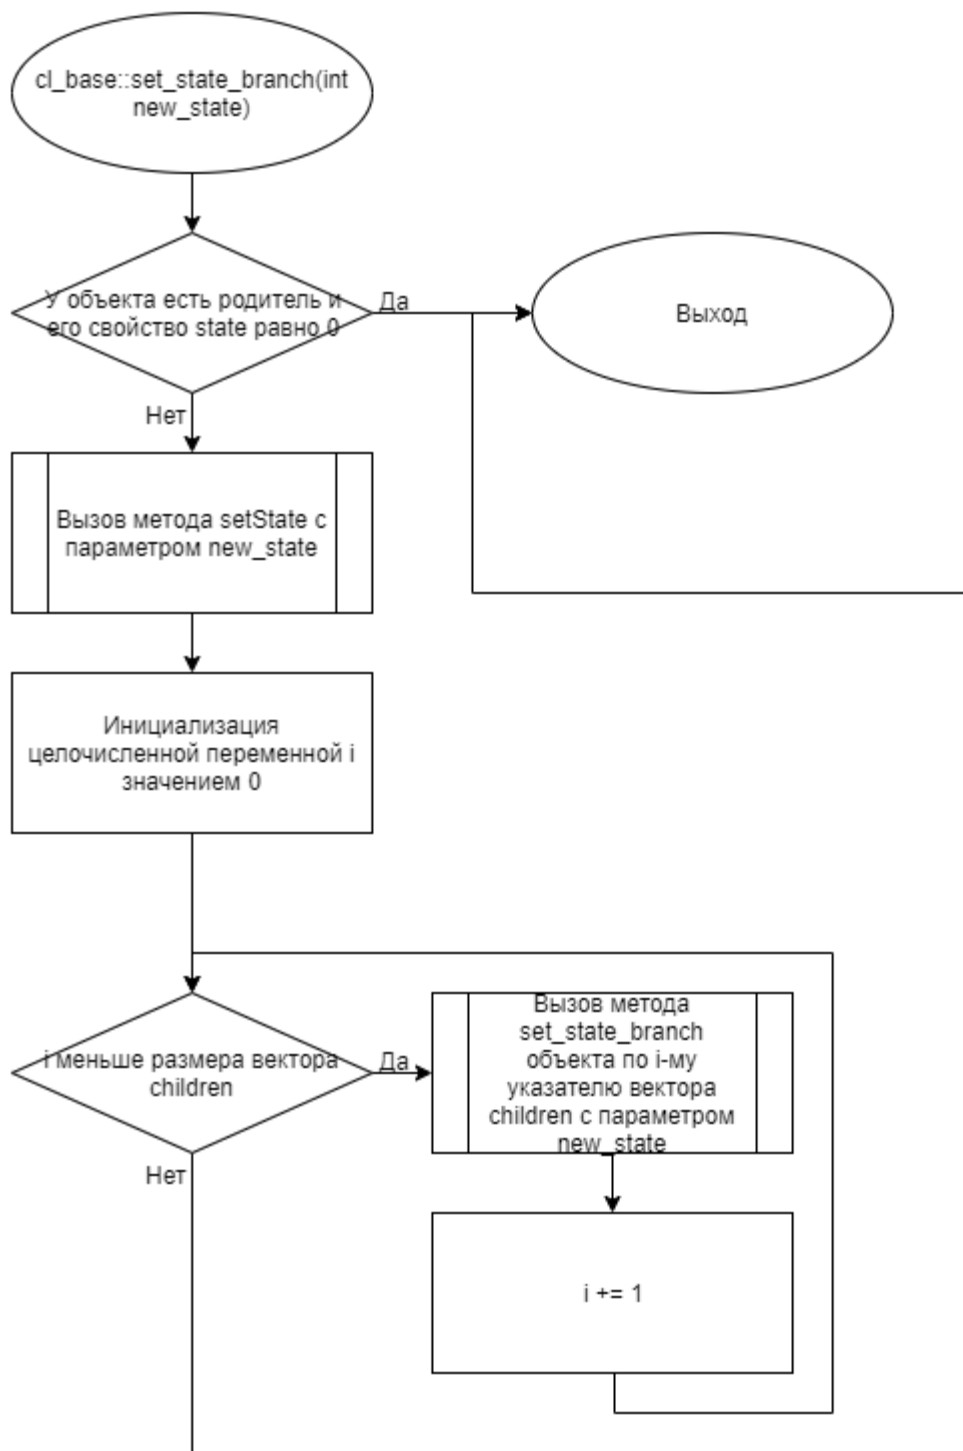 cl_base::set_state_branch(int
new_state)
У объекта есть родитель и
его свойство state равно 0
Да
Выход
Нет
Вызов метода setState с
параметром new_state
Инициализация
целочисленной переменной i
значением 0
i меньше размера вектора
children
Да
Вызов метода
set_state_branch
объекта по i-му
указателю вектора
children с параметром
new_state
Нет
i += 1